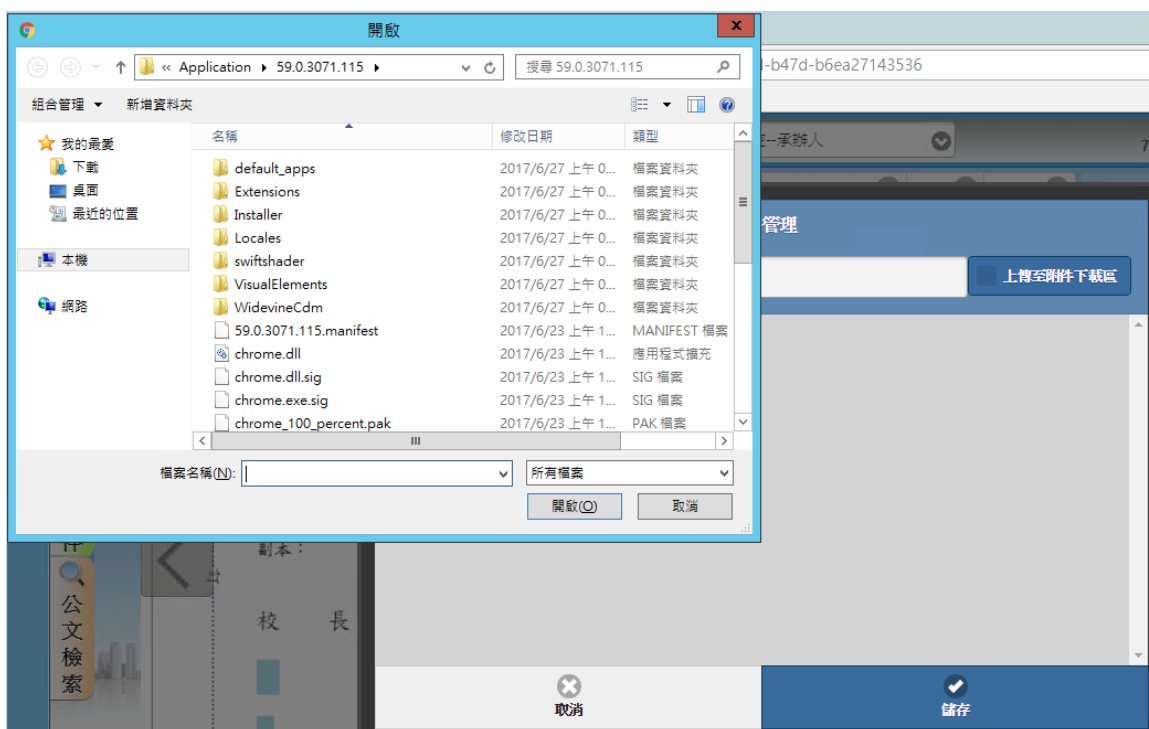 開啟
« Application ▸ 59.0.3071.115 ▸
搜尋 59.0.3071.115
l-b47d-b6ea27143536
組合管理 ▼ 新增資料夾
我的最愛
下載
桌面
最近的位置
本機
網路
名稱 修改日期 類型
default_apps 2017/6/27 上午 0... 檔案資料夾
Extensions 2017/6/27 上午 0... 檔案資料夾
Installer 2017/6/27 上午 0... 檔案資料夾
Locales 2017/6/27 上午 0... 檔案資料夾
swiftshader 2017/6/27 上午 0... 檔案資料夾
VisualElements 2017/6/27 上午 0... 檔案資料夾
WidevineCdm 2017/6/27 上午 0... 檔案資料夾
59.0.3071.115.manifest 2017/6/23 上午 1... MANIFEST 檔案
chrome.dll 2017/6/23 上午 1... 應用程式擴充
chrome.dll.sig 2017/6/23 上午 1... SIG 檔案
chrome.exe.sig 2017/6/23 上午 1... SIG 檔案
chrome_100_percent.pak 2017/6/23 上午 1... PAK 檔案
檔案名稱(N):
所有檔案
開啟(O) 取消
--承辦人
7
管理
上傳至附件下載區
件
公文檢索
副本：
校 長
取消
儲存